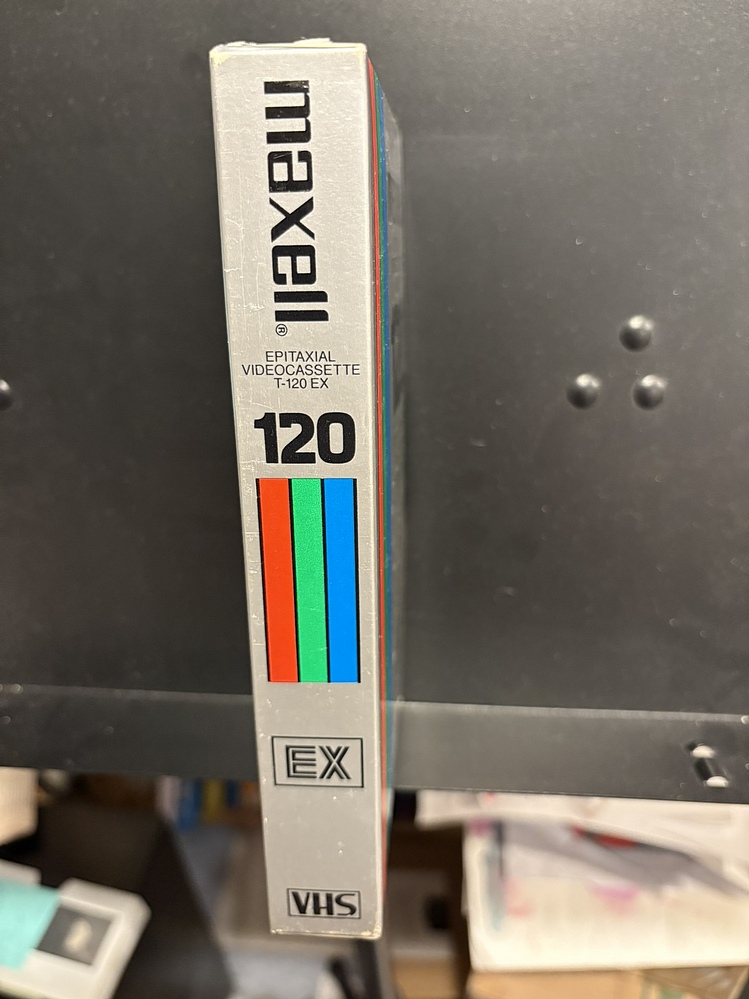 maxell®
EPITAXIAL
VIDEOCASSETTE
T-120 EX
120
EX
VHS